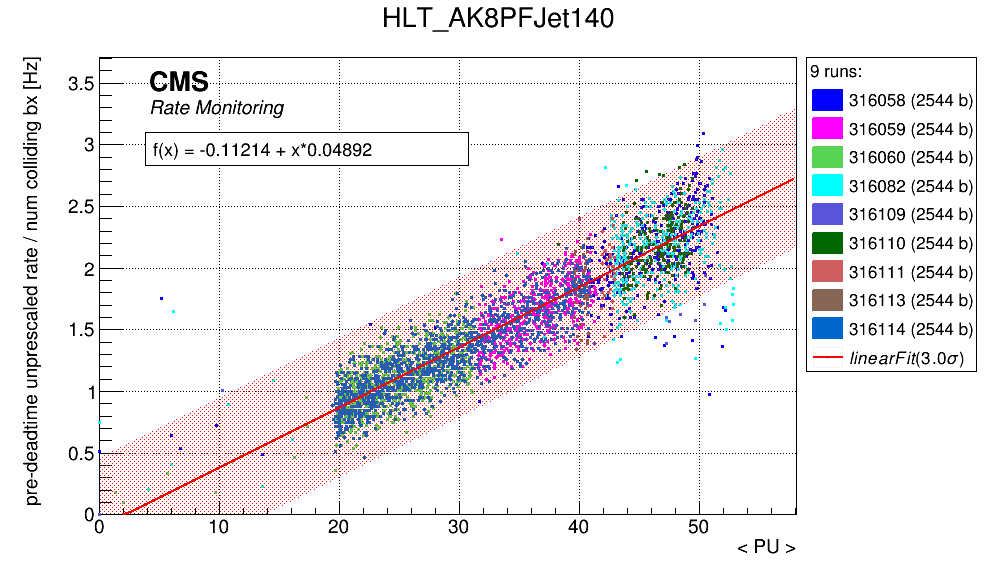 HLT_AK8PFJet140
pre-deadtime unprescaled rate / num colliding bx [Hz]
CMS
Rate Monitoring
f(x) = -0.11214 + x*0.04892
3.5
3
2.5
2
1.5
1
0.5
0
0 10 20 30 40 50
< PU >
9 runs:
316058 (2544 b)
316059 (2544 b)
316060 (2544 b)
316082 (2544 b)
316109 (2544 b)
316110 (2544 b)
316111 (2544 b)
316113 (2544 b)
316114 (2544 b)
linearFit(3.0σ)